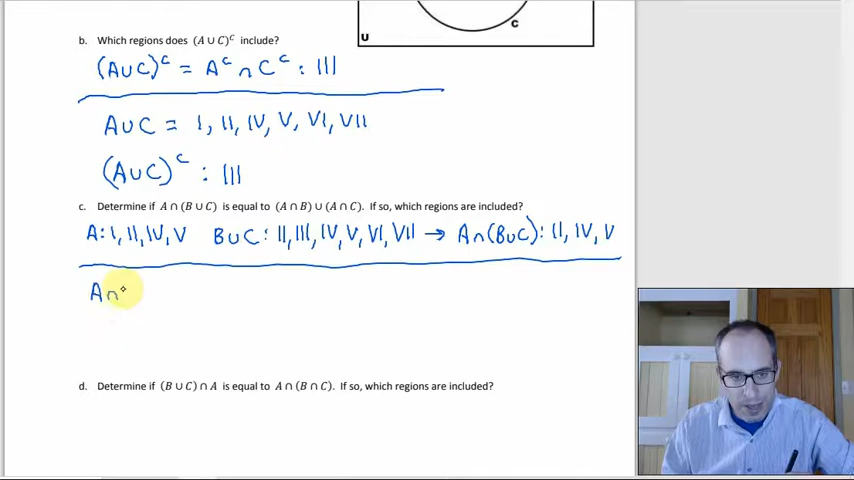 C
U
b. Which regions does (A ∪ C)ᶜ include?
(A∪C)ᶜ = Aᶜ ∩ Cᶜ : III
A∪C = I, II, IV, V, VI, VII
(A∪C)ᶜ : III
c. Determine if A ∩ (B ∪ C) is equal to (A ∩ B) ∪ (A ∩ C). If so, which regions are included?
A: I, II, IV, V B∪C: II, III, IV, V, VI, VII → A∩(B∪C): II, IV, V
A∩
d. Determine if (B ∪ C) ∩ A is equal to A ∩ (B ∩ C). If so, which regions are included?